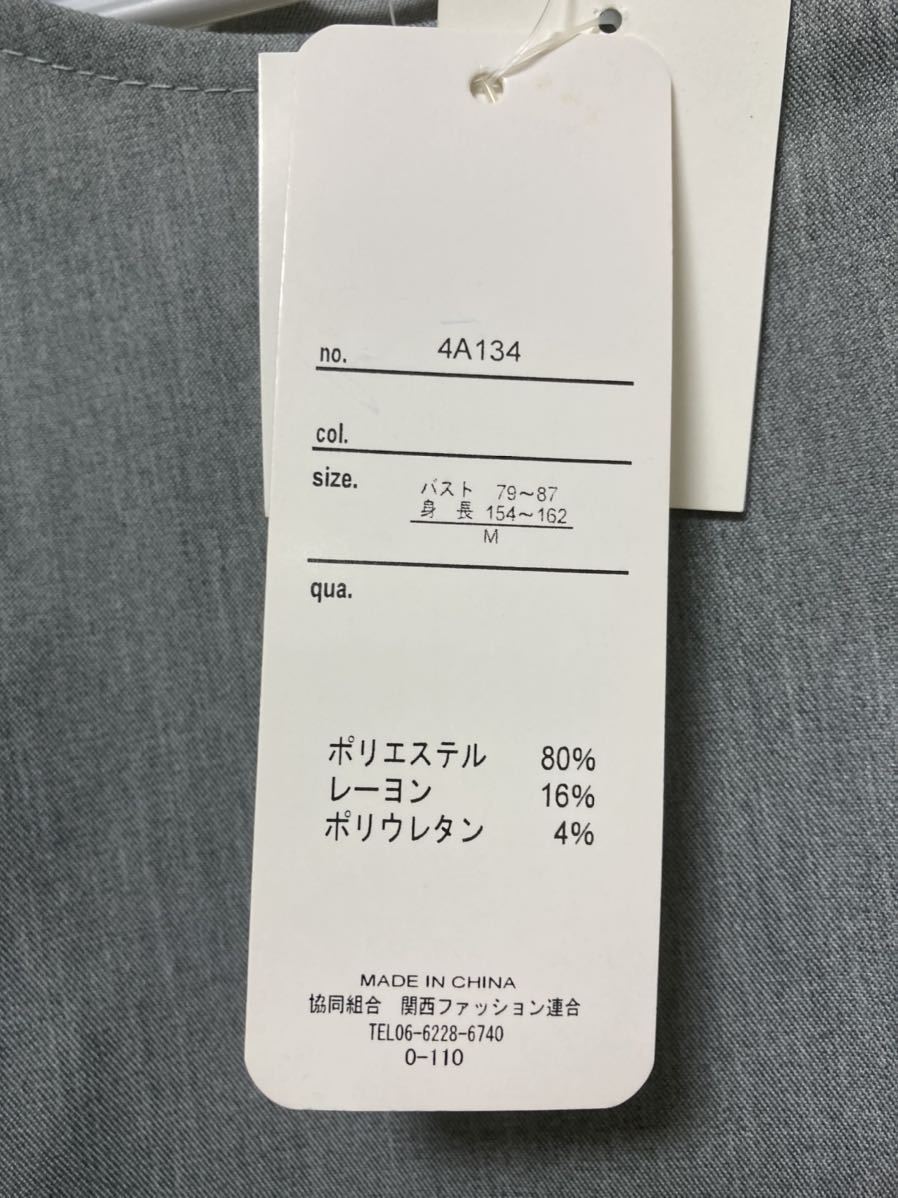 no. 4A134
col.
size. バスト 79〜87
身 長 154〜162
M
qua.
ポリエステル 80%
レーヨン 16%
ポリウレタン 4%
MADE IN CHINA
協同組合 関西ファッション連合
TEL06-6228-6740
0-110